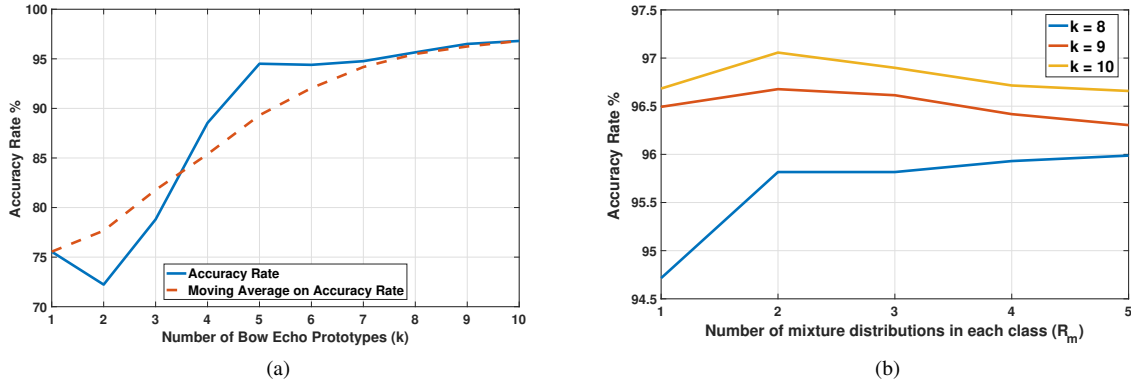 100
95
90
85
80
75
70
Accuracy Rate %
1 2 3 4 5 6 7 8 9 10
Number of Bow Echo Prototypes (k)
Accuracy Rate
Moving Average on Accuracy Rate
(a)
97.5
97
96.5
96
95.5
95
94.5
Accuracy Rate %
k = 8
k = 9
k = 10
1 2 3 4 5
Number of mixture distributions in each class (R_m)
(b)